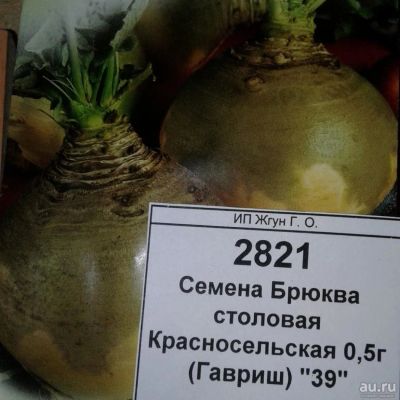 ИП Жгун Г. О.
2821
Семена Брюква
столовая
Красносельская 0,5г
(Гавриш) "39"
au.ru